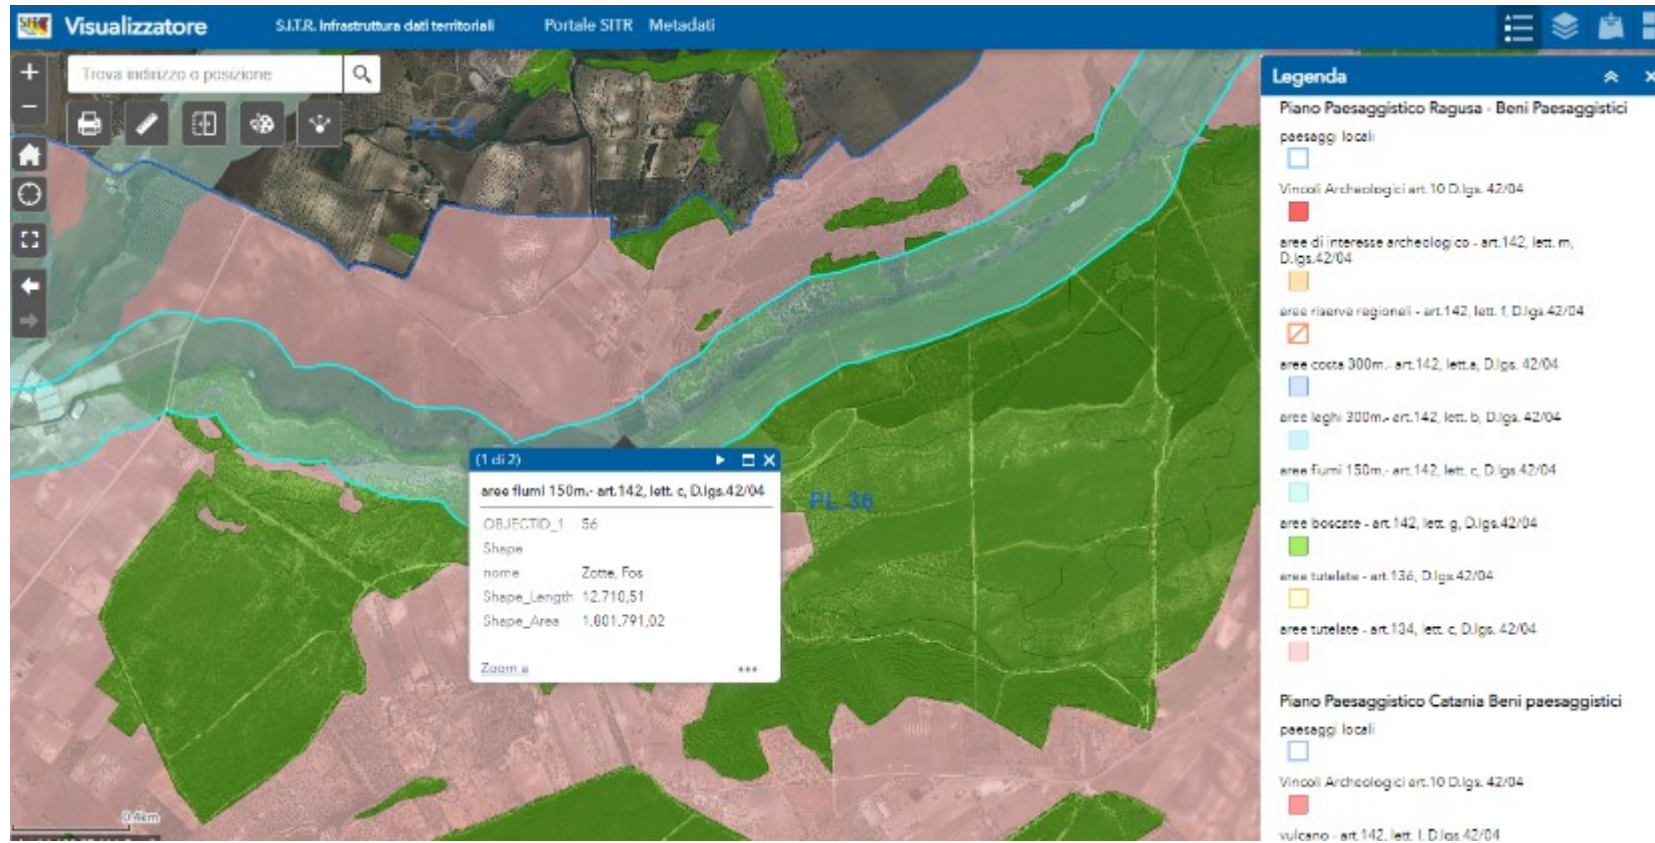 Visualizzatore
S.I.T.R. Infrastruttura dati territoriali
Portale SITR
Metadati
Trova indirizzo o posizione
Legenda
Piano Paesaggistico Ragusa - Beni Paesaggistici
paesaggi locali
Vincoli Archeologici art.10 D.lgs. 42/04
aree di interesse archeologico - art.142, lett. m,
D.lgs.42/04
aree riserve regionali - art.142, lett. f, D.lgs.42/04
aree costa 300m.- art.142, lett.a, D.lgs. 42/04
aree laghi 300m.- art.142, lett. b, D.lgs. 42/04
aree fiumi 150m.- art.142, lett. c, D.lgs.42/04
aree boscate - art.142, lett. g, D.lgs.42/04
aree tutelate - art.136, D.lgs.42/04
aree tutelate - art.134, lett. c, D.lgs. 42/04
Piano Paesaggistico Catania Beni paesaggistici
paesaggi locali
Vincoli Archeologici art.10 D.lgs. 42/04
vulcano - art.142, lett. l, D.lgs.42/04
(1 di 2)
aree fiumi 150m.- art.142, lett. c, D.lgs.42/04
OBJECTID_1 56
Shape
nome Zotte, Fos
Shape_Length 12.710,51
Shape_Area 1.801.791,02
Zoom a
PL 36
0.4km